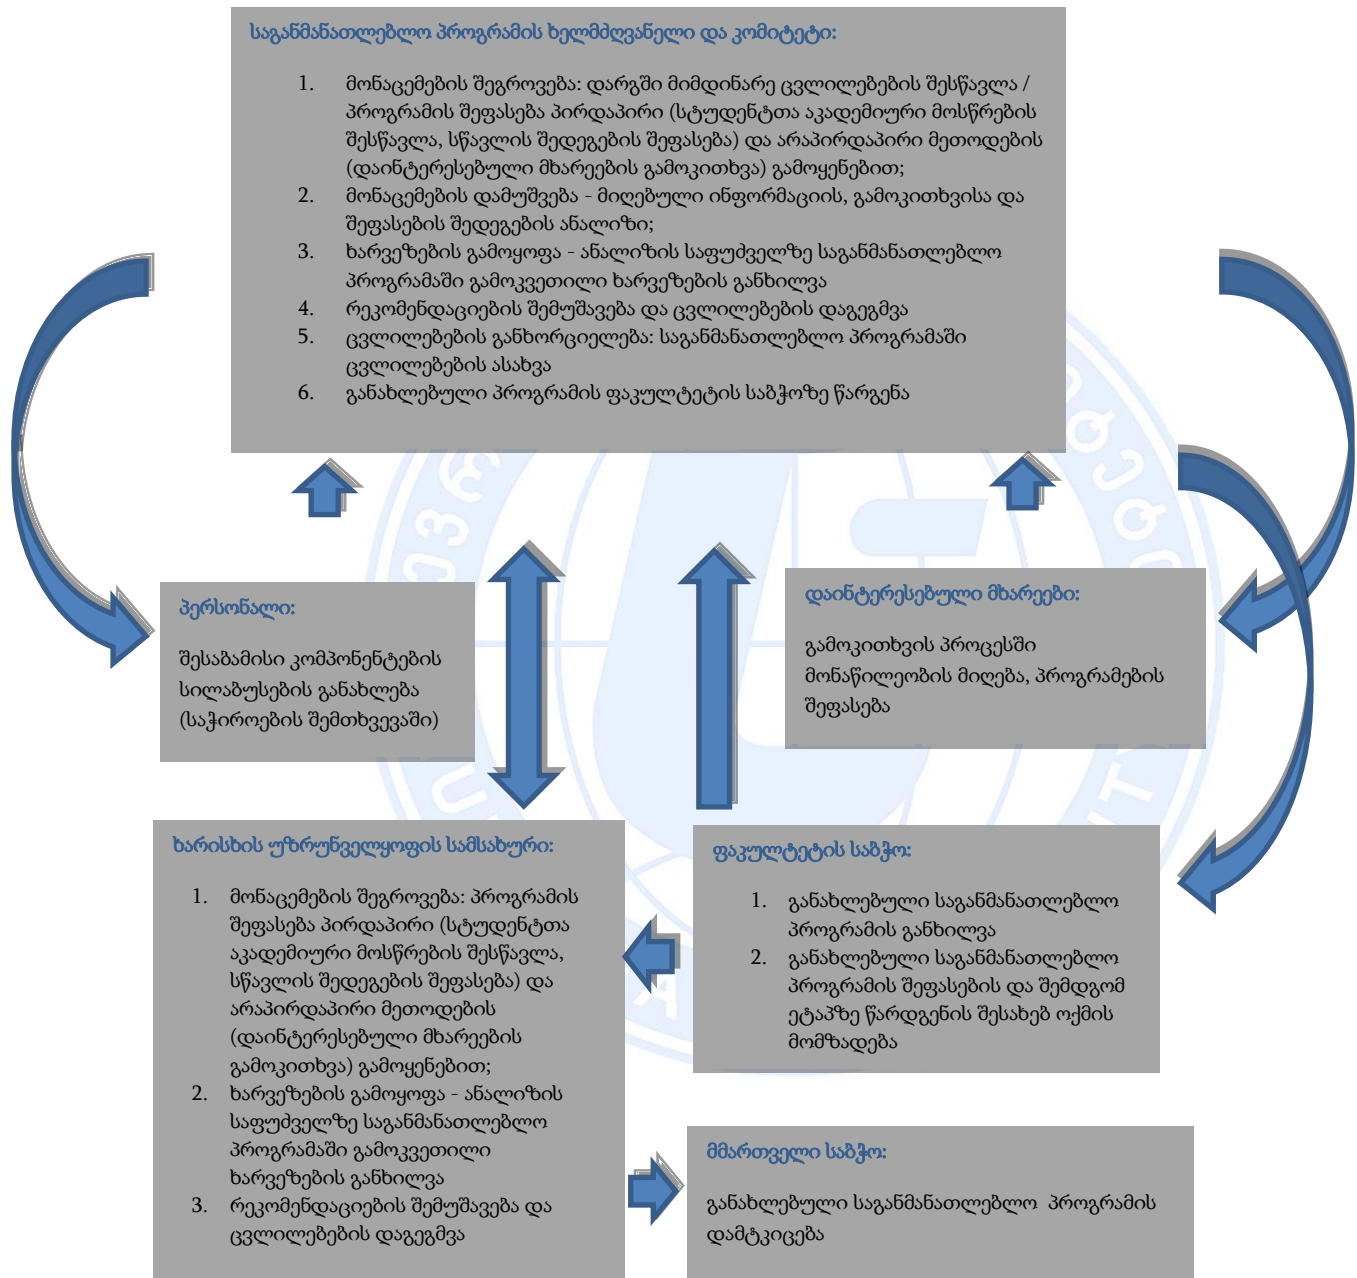 საგანმანათლებლო პროგრამის ხელმძღვანელი და კომიტეტი:
1. მონაცემების შეგროვება: დარგში მიმდინარე ცვლილებების შესწავლა /
პროგრამის შეფასება პირდაპირი (სტუდენტთა აკადემიური მოსწრების
შესწავლა, სწავლის შედეგების შეფასება) და არაპირდაპირი მეთოდების
(დაინტერესებული მხარეების გამოკითხვა) გამოყენებით;
2. მონაცემების დამუშვება - მიღებული ინფორმაციის, გამოკითხვისა და
შეფასების შედეგების ანალიზი;
3. ხარვეზების გამოყოფა - ანალიზის საფუძველზე საგანმანათლებლო
პროგრამაში გამოკვეთილი ხარვეზების განხილვა
4. რეკომენდაციების შემუშავება და ცვლილებების დაგეგმვა
5. ცვლილებების განხორციელება: საგანმანათლებლო პროგრამაში
ცვლილებების ასახვა
6. განახლებული პროგრამის ფაკულტეტის საბჭოზე წარგენა
პერსონალი:
შესაბამისი კომპონენტების
სილაბუსების განახლება
(საჭიროების შემთხვევაში)
დაინტერესებული მხარეები:
გამოკითხვის პროცესში
მონაწილეობის მიღება, პროგრამების
შეფასება
ხარისხის უზრუნველყოფის სამსახური:
1. მონაცემების შეგროვება: პროგრამის
შეფასება პირდაპირი (სტუდენტთა
აკადემიური მოსწრების შესწავლა,
სწავლის შედეგების შეფასება) და
არაპირდაპირი მეთოდების
(დაინტერესებული მხარეების
გამოკითხვა) გამოყენებით;
2. ხარვეზების გამოყოფა - ანალიზის
საფუძველზე საგანმანათლებლო
პროგრამაში გამოკვეთილი
ხარვეზების განხილვა
3. რეკომენდაციების შემუშავება და
ცვლილებების დაგეგმვა
ფაკულტეტის საბჭო:
1. განახლებული საგანმანათლებლო
პროგრამის განხილვა
2. განახლებული საგანმანათლებლო
პროგრამის შეფასების და შემდგომ
ეტაპზე წარდგენის შესახებ ოქმის
მომზადება
მმართველი საბჭო:
განახლებული საგანმანათლებლო პროგრამის
დამტკიცება